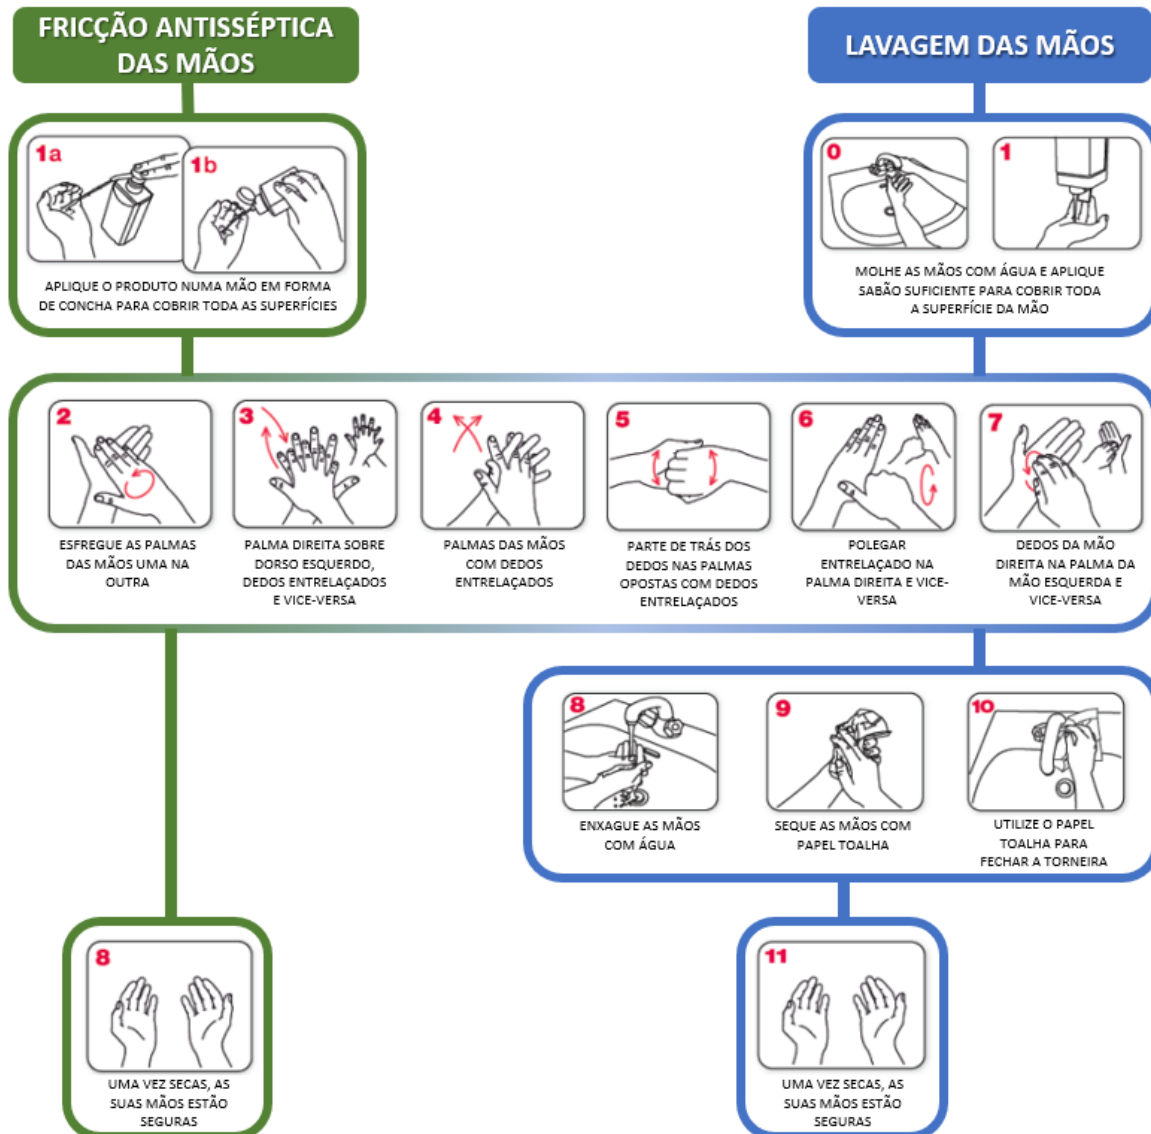 FRICÇÃO ANTISSÉPTICA
DAS MÃOS
LAVAGEM DAS MÃOS
1a
1b
APLIQUE O PRODUTO NUMA MÃO EM FORMA
DE CONCHA PARA COBRIR TODA AS SUPERFÍCIES
0
1
MOLHE AS MÃOS COM ÁGUA E APLIQUE
SABÃO SUFICIENTE PARA COBRIR TODA
A SUPERFÍCIE DA MÃO
2
ESFREGUE AS PALMAS
DAS MÃOS UMA NA
OUTRA
3
PALMA DIREITA SOBRE
DORSO ESQUERDO,
DEDOS ENTRELAÇADOS
E VICE-VERSA
4
PALMAS DAS MÃOS
COM DEDOS
ENTRELAÇADOS
5
PARTE DE TRÁS DOS
DEDOS NAS PALMAS
OPOSTAS COM DEDOS
ENTRELAÇADOS
6
POLEGAR
ENTRELAÇADO NA
PALMA DIREITA E VICE-
VERSA
7
DEDOS DA MÃO
DIREITA NA PALMA DA
MÃO ESQUERDA E
VICE-VERSA
8
ENXAGUE AS MÃOS
COM ÁGUA
9
SEQUE AS MÃOS COM
PAPEL TOALHA
10
UTILIZE O PAPEL
TOALHA PARA
FECHAR A TORNEIRA
8
UMA VEZ SECAS, AS
SUAS MÃOS ESTÃO
SEGURAS
11
UMA VEZ SECAS, AS
SUAS MÃOS ESTÃO
SEGURAS